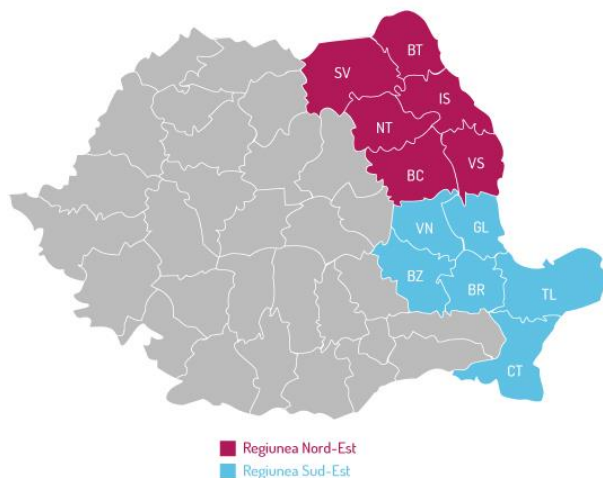 BT
SV
IS
NT
BC
VS
VN
GL
BZ
BR
TL
CT
Regiunea Nord-Est
Regiunea Sud-Est